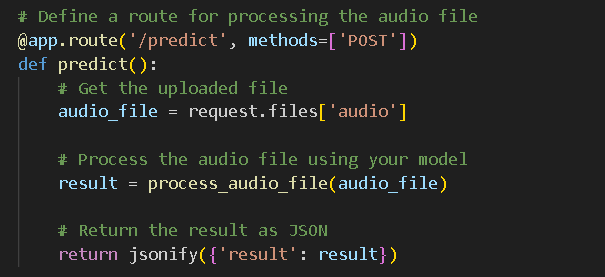 # Define a route for processing the audio file
@app.route('/predict', methods=['POST'])
def predict():
    # Get the uploaded file
    audio_file = request.files['audio']

    # Process the audio file using your model
    result = process_audio_file(audio_file)

    # Return the result as JSON
    return jsonify({'result': result})